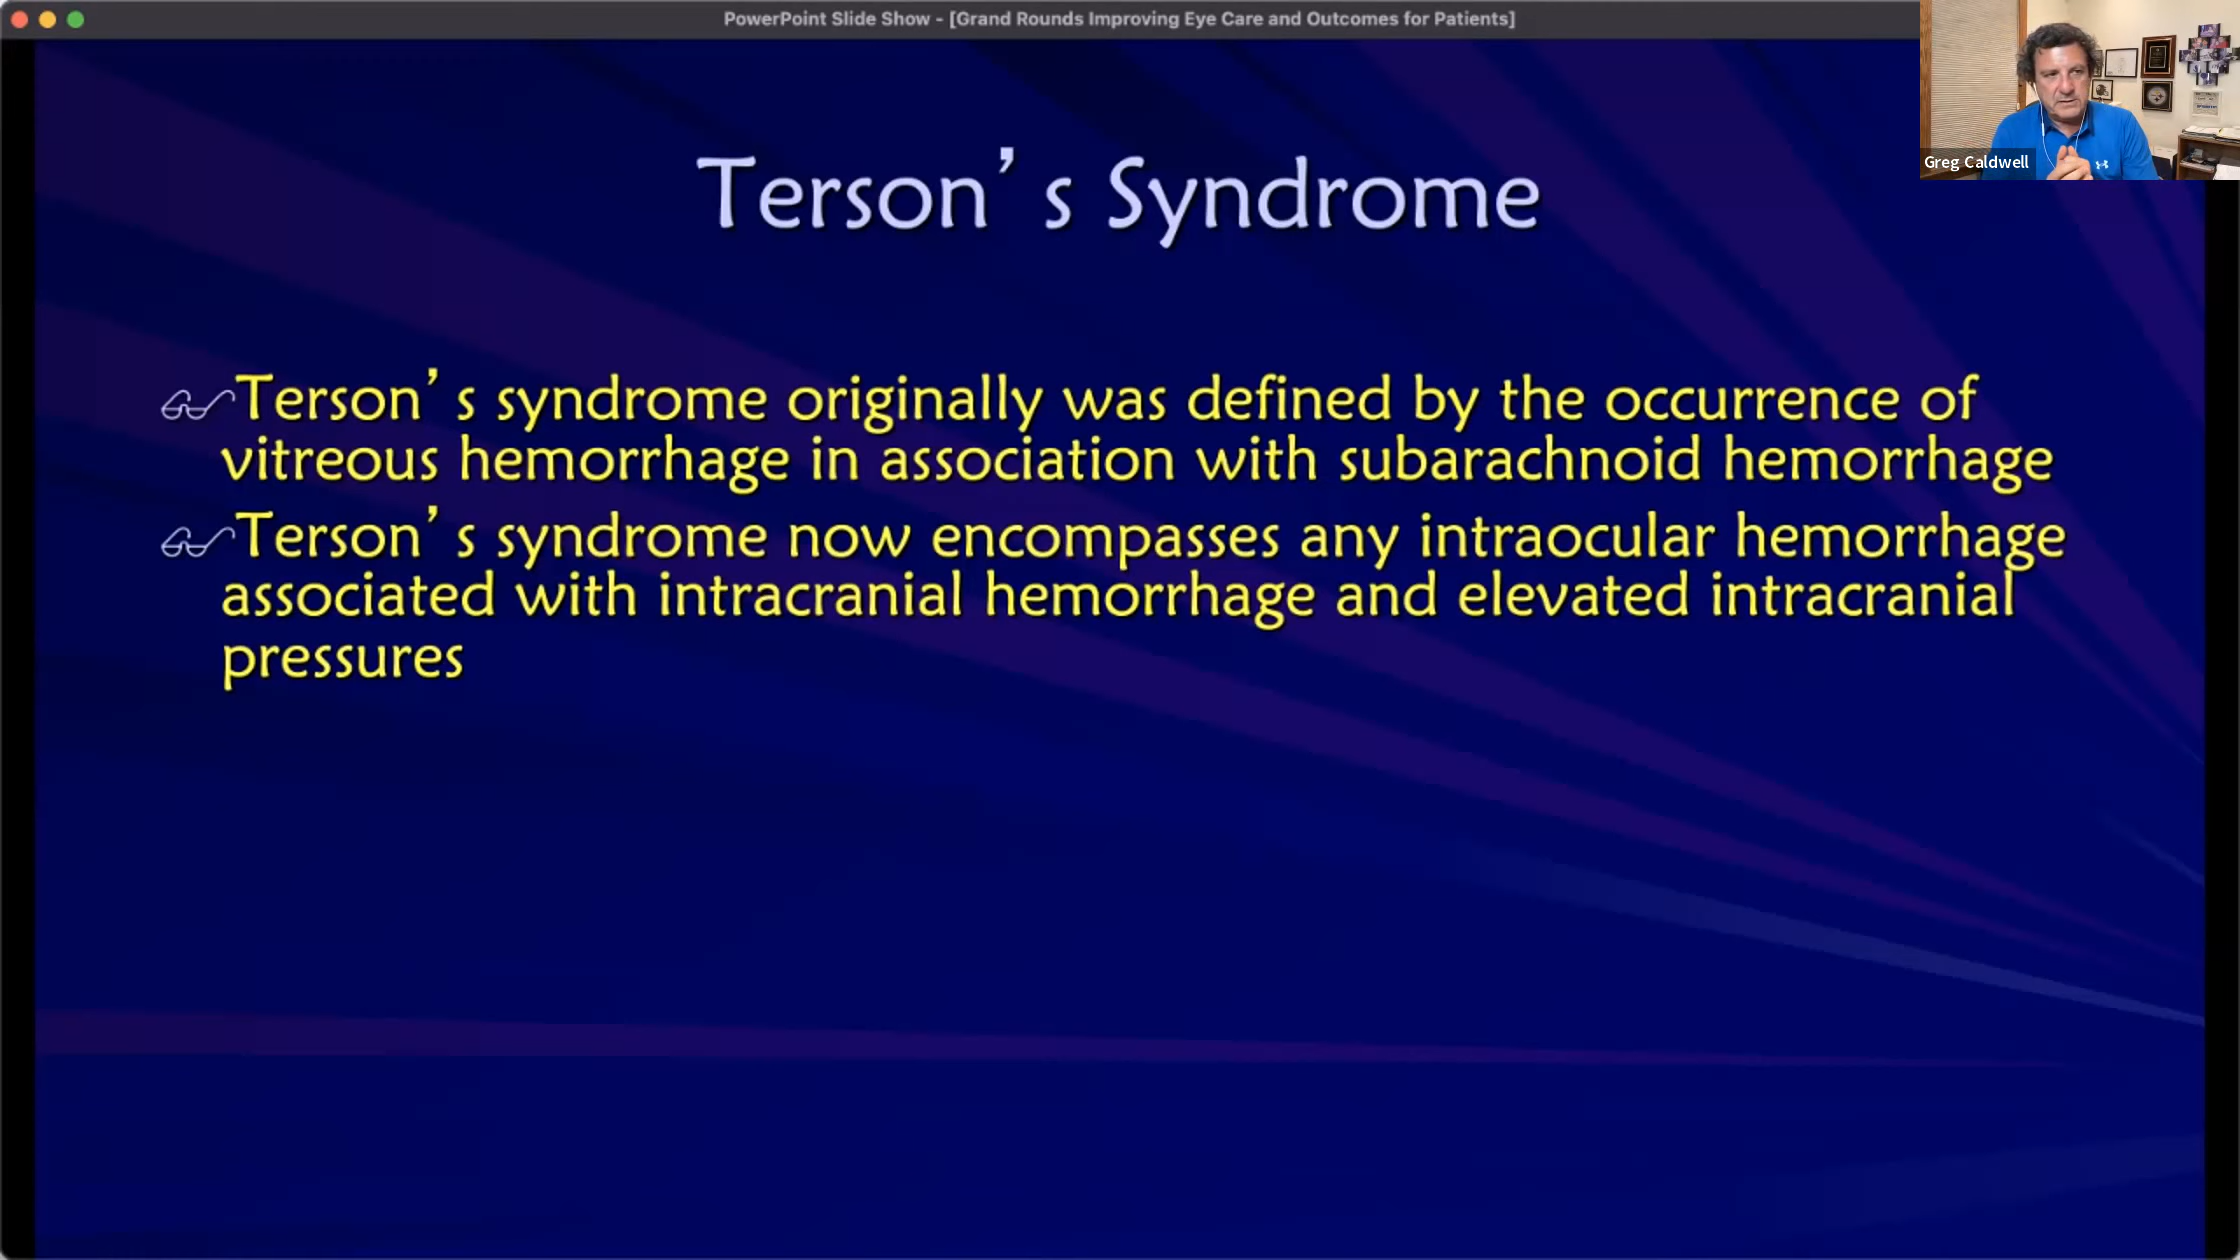 PowerPoint Slide Show - [Grand Rounds Improving Eye Care and Outcomes for Patients]
Greg Caldwell
Terson's Syndrome
Terson's syndrome originally was defined by the occurrence of
vitreous hemorrhage in association with subarachnoid hemorrhage
Terson's syndrome now encompasses any intraocular hemorrhage
associated with intracranial hemorrhage and elevated intracranial
pressures